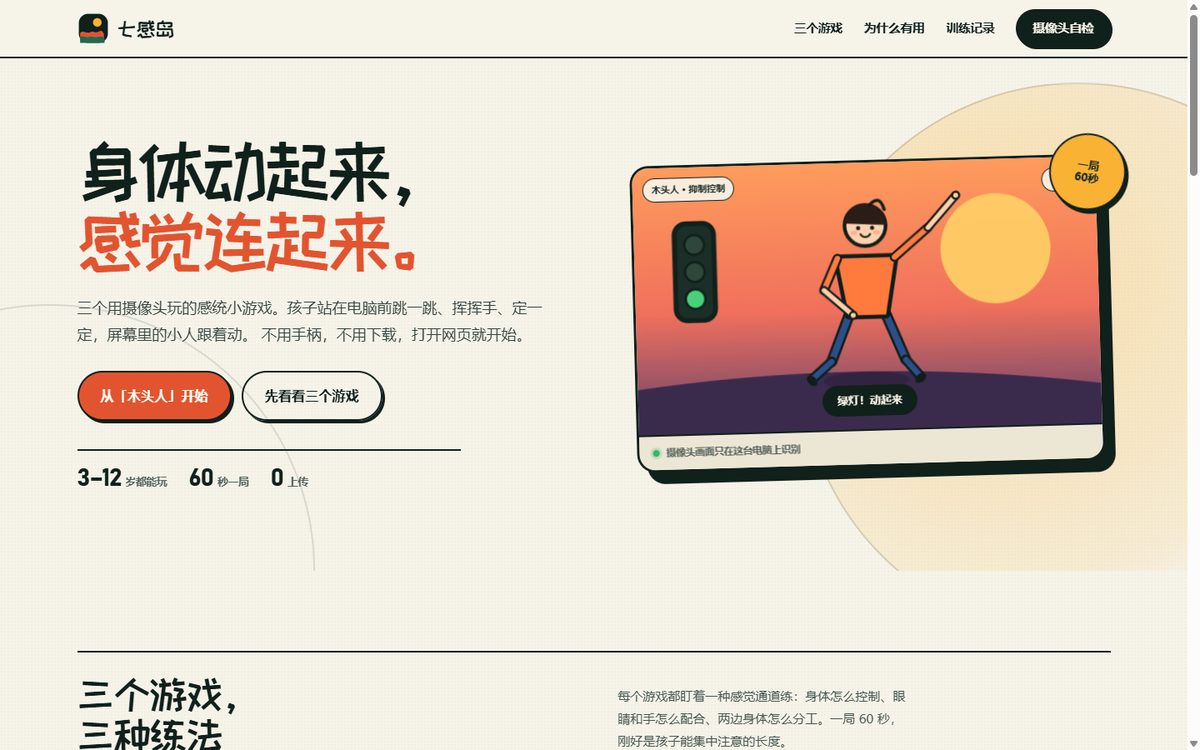 七感岛
三个游戏
为什么有用
训练记录
摄像头自检
身体动起来，
感觉连起来。
三个用摄像头玩的感统小游戏。孩子站在电脑前跳一跳、挥挥手、定一
定，屏幕里的小人跟着动。 不用手柄，不用下载，打开网页就开始。
从「木头人」开始
先看看三个游戏
3–12 岁都能玩
60 秒一局
0 上传
木头人·抑制控制
一局
60秒
绿灯！动起来
摄像头画面只在这台电脑上识别
三个游戏，
三种练法
每个游戏都盯着一种感觉通道练：身体怎么控制、眼
睛和手怎么配合、两边身体怎么分工。一局 60 秒，
刚好是孩子能集中注意的长度。